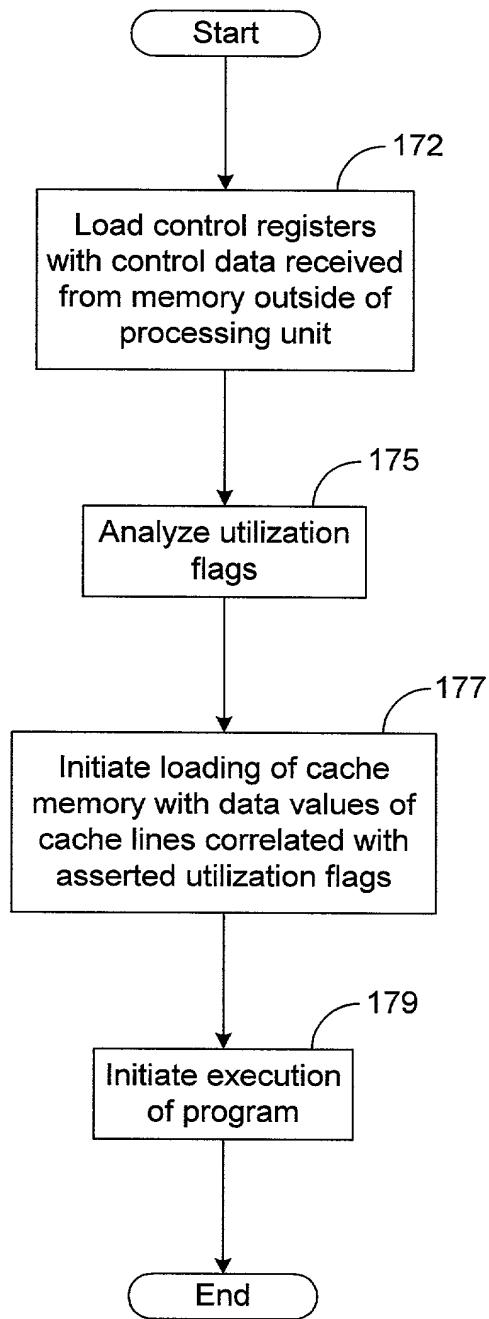 Start
172
Load control registers
with control data received
from memory outside of
processing unit
175
Analyze utilization
flags
177
Initiate loading of cache
memory with data values of
cache lines correlated with
asserted utilization flags
179
Initiate execution
of program
End